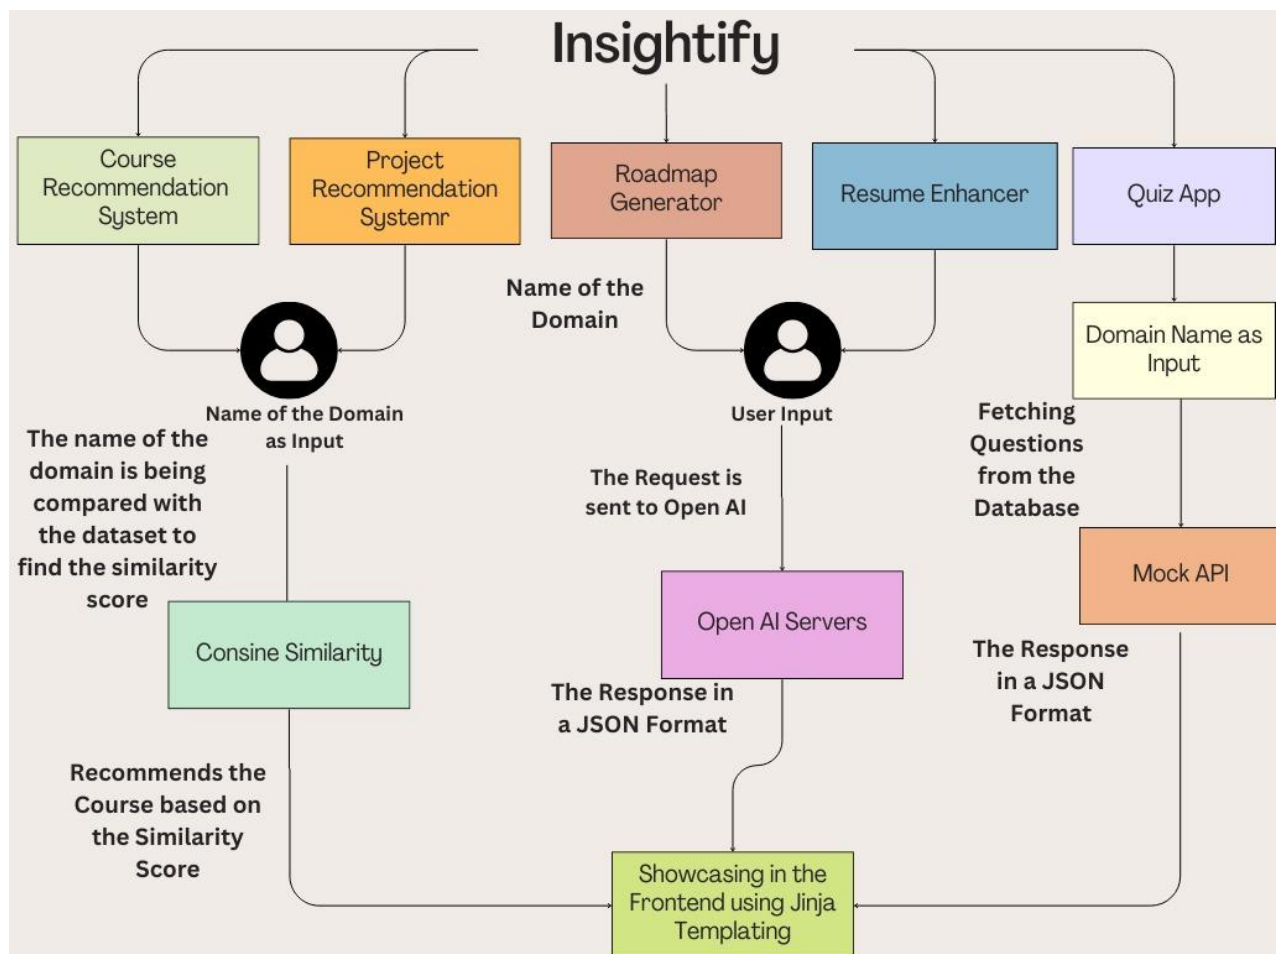 Insightify
Course
Recommendation
System
Project
Recommendation
Systemr
Roadmap
Generator
Resume Enhancer
Quiz App
Name of the
Domain
Domain Name as
Input
Name of the Domain
as Input
User Input
The name of the
domain is being
compared with
the dataset to
find the similarity
score
The Request is
sent to Open AI
Fetching
Questions
from the
Database
Consine Similarity
Open AI Servers
Mock API
The Response in
a JSON Format
The Response
in a JSON
Format
Recommends the
Course based on
the Similarity
Score
Showcasing in the
Frontend using Jinja
Templating